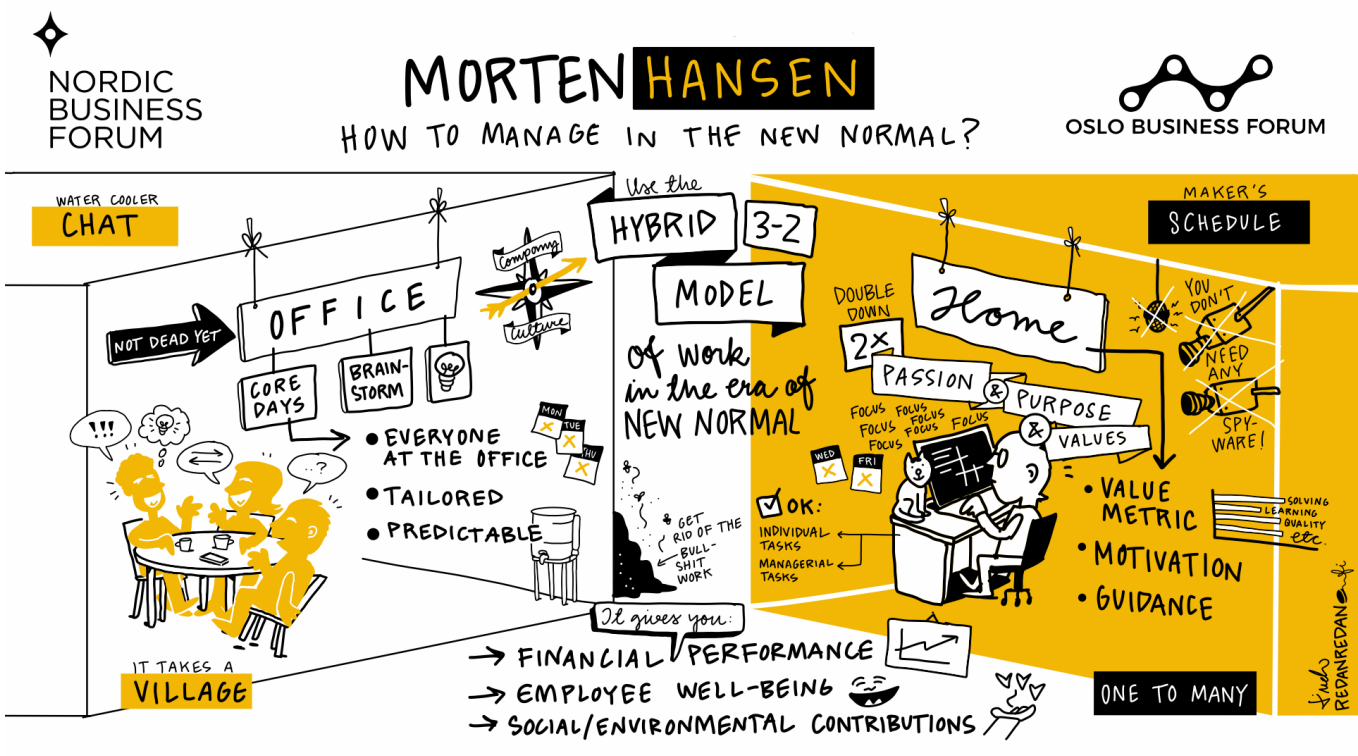 NORDIC
BUSINESS
FORUM
MORTEN HANSEN
HOW TO MANAGE IN THE NEW NORMAL?
OSLO BUSINESS FORUM
WATER COOLER
CHAT
NOT DEAD YET
OFFICE
CORE
DAYS
BRAIN-
STORM
Company
Culture
!!!
..?
• EVERYONE
AT THE OFFICE
• TAILORED
• PREDICTABLE
MON
TUE
THU
IT TAKES A
VILLAGE
Use the
HYBRID
3-2
MODEL
of work
in the era of
NEW NORMAL
GET
RID OF THE
BULL-
SHIT
WORK
MAKER'S
SCHEDULE
Home
DOUBLE
DOWN
2x
PASSION
&
PURPOSE
&
VALUES
YOU
DON'T
NEED
ANY
SPY-
WARE!
FOCUS
FOCUS
FOCUS
FOCUS
FOCUS
FOCUS
FOCUS
WED
FRI
OK:
INDIVIDUAL
TASKS
MANAGERIAL
TASKS
• VALUE
METRIC
• MOTIVATION
• GUIDANCE
SOLVING
LEARNING
QUALITY
etc.
It gives you:
→ FINANCIAL PERFORMANCE
→ EMPLOYEE WELL-BEING
→ SOCIAL/ENVIRONMENTAL CONTRIBUTIONS
ONE TO MANY
REDANREDAN